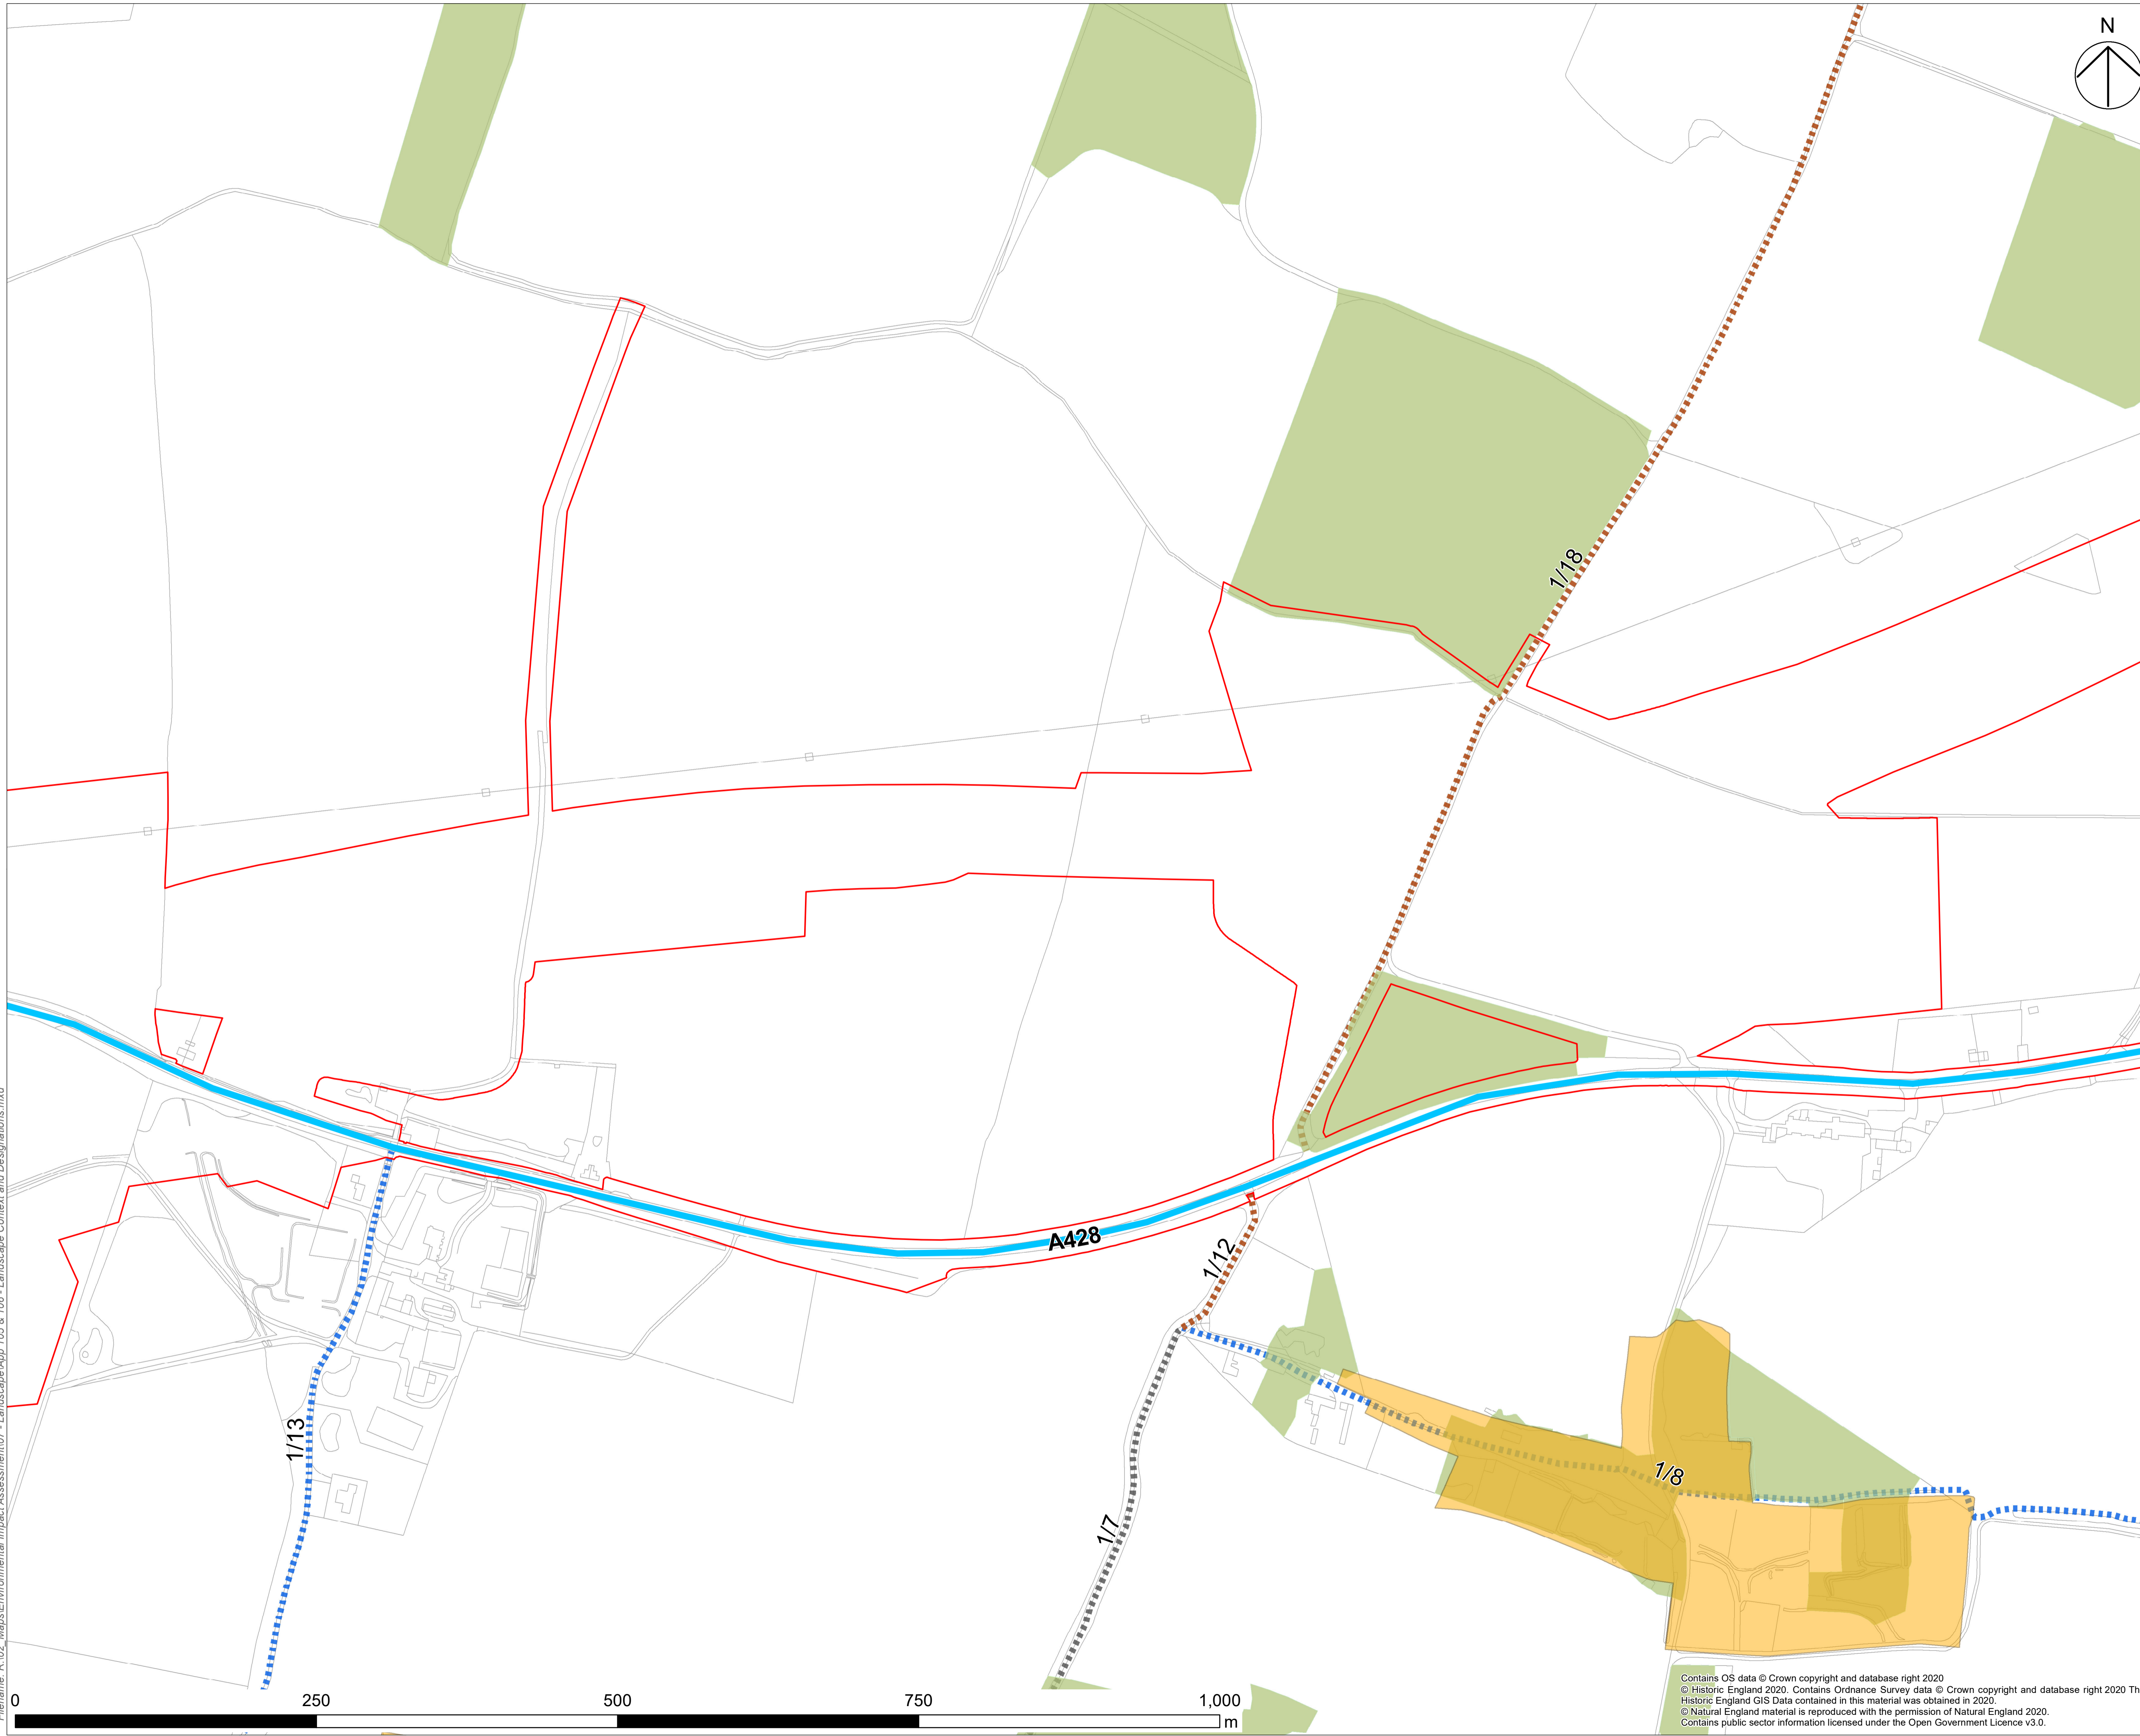 N
1/18
A428
1/12
1/13
1/8
1/7
0
250
500
750
1,000
m
Contains OS data © Crown copyright and database right 2020
© Historic England 2020. Contains Ordnance Survey data © Crown copyright and database right 2020 Th
Historic England GIS Data contained in this material was obtained in 2020.
© Natural England material is reproduced with the permission of Natural England 2020.
Contains public sector information licensed under the Open Government Licence v3.0.